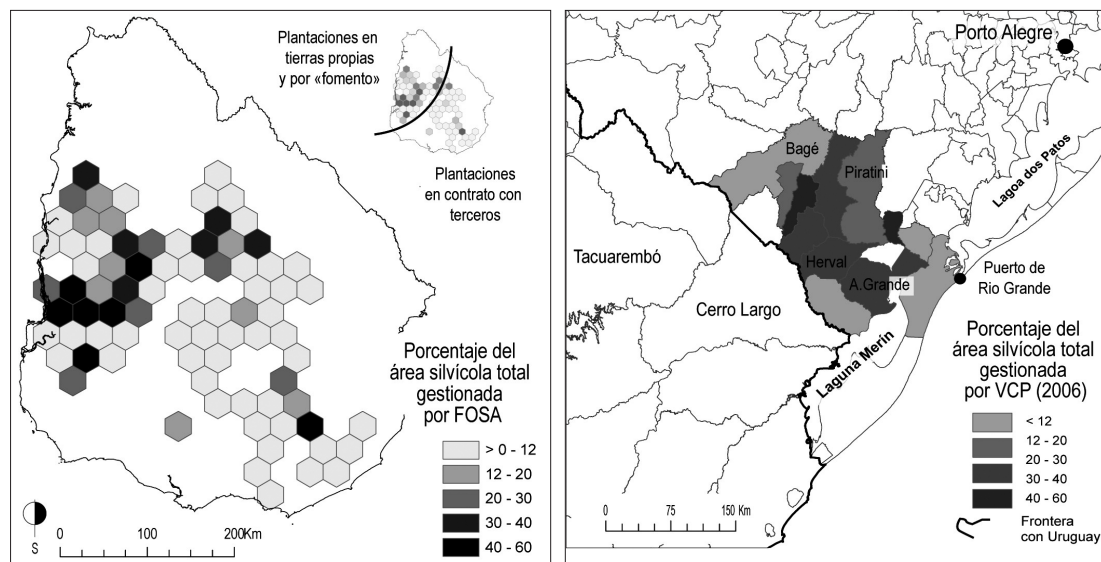 Plantaciones en
tierras propias
y por «fomento»
Plantaciones
en contrato con
terceros
Porcentaje del
área silvícola total
gestionada
por FOSA
> 0 - 12
12 - 20
20 - 30
30 - 40
40 - 60
S
0 100 200Km
Porto Alegre
Bagé
Piratini
Lagoa dos Patos
Tacuarembó
Herval
A.Grande
Puerto de
Rio Grande
Cerro Largo
Laguna Merín
Porcentaje del
área silvícola total
gestionada
por VCP (2006)
< 12
12 - 20
20 - 30
30 - 40
40 - 60
Frontera
con Uruguay
0 75 150 KM